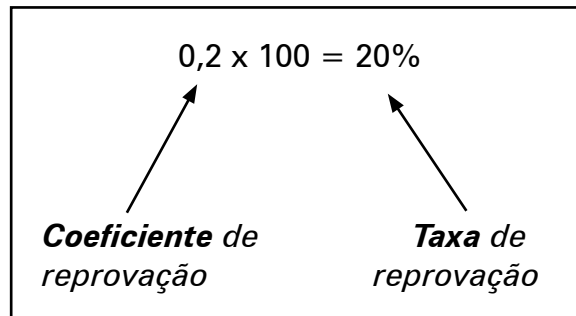 0,2 x 100 = 20%
Coeficiente de
reprovação
Taxa de
reprovação